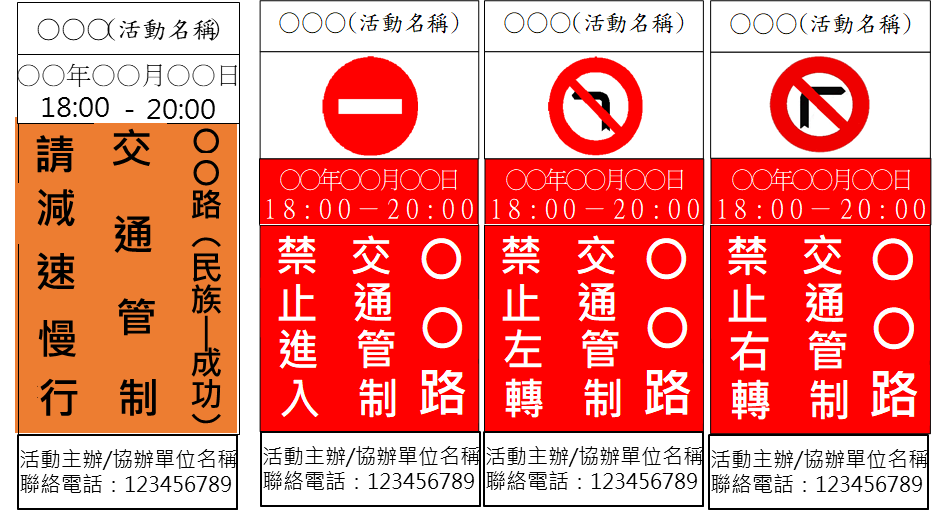 ○○○(活動名稱)
○○年○○月○○日
18:00 - 20:00
○○路（民族—成功）
交通管制
請減速慢行
活動主辦/協辦單位名稱
聯絡電話：123456789
○○○(活動名稱)
○○年○○月○○日
18:00－20:00
○○路
交通管制
禁止進入
活動主辦/協辦單位名稱
聯絡電話：123456789
○○○(活動名稱)
○○年○○月○○日
18:00－20:00
○○路
交通管制
禁止左轉
活動主辦/協辦單位名稱
聯絡電話：123456789
○○○(活動名稱)
○○年○○月○○日
18:00－20:00
○○路
交通管制
禁止右轉
活動主辦/協辦單位名稱
聯絡電話：123456789